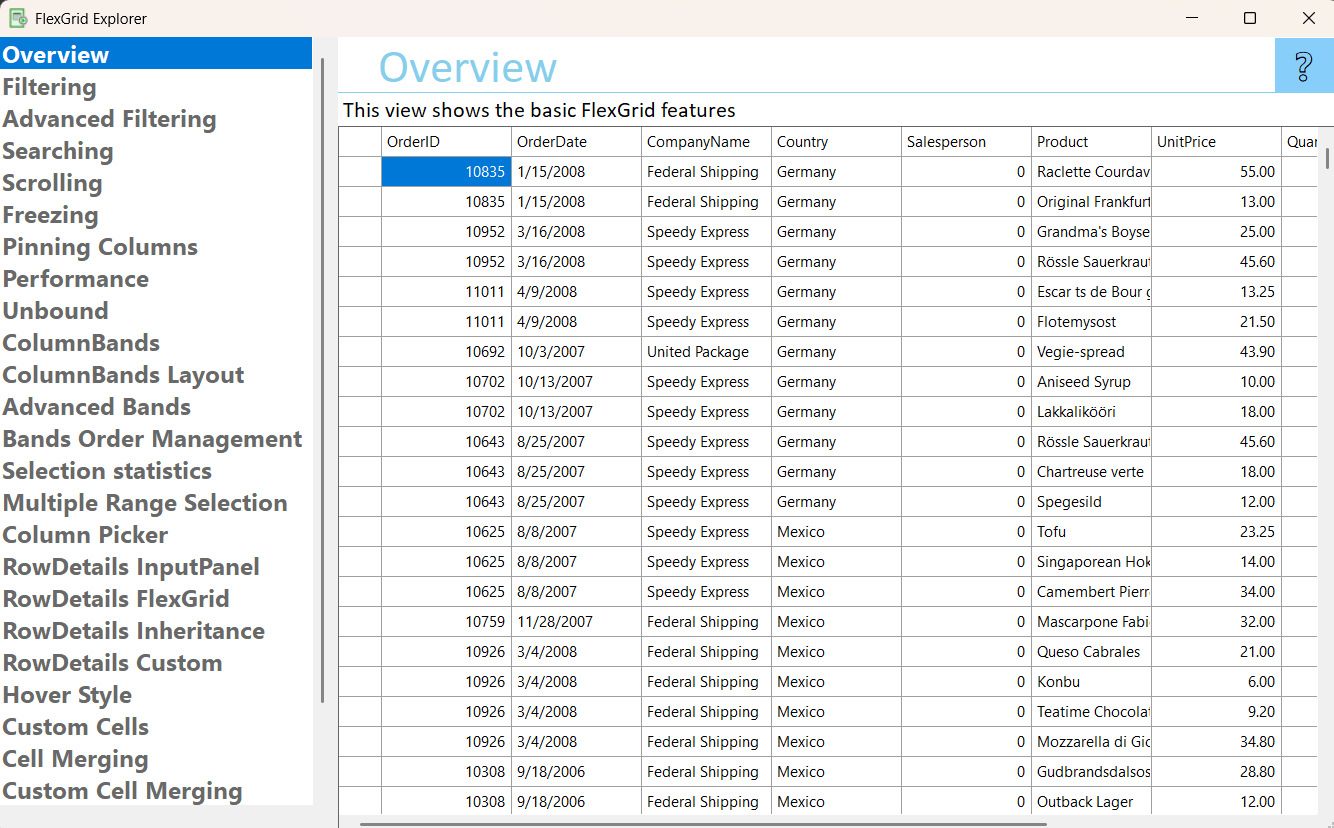 FlexGrid Explorer
Overview
Filtering
Advanced Filtering
Searching
Scrolling
Freezing
Pinning Columns
Performance
Unbound
ColumnBands
ColumnBands Layout
Advanced Bands
Bands Order Management
Selection statistics
Multiple Range Selection
Column Picker
RowDetails InputPanel
RowDetails FlexGrid
RowDetails Inheritance
RowDetails Custom
Hover Style
Custom Cells
Cell Merging
Custom Cell Merging
Overview
?
This view shows the basic FlexGrid features
OrderID OrderDate CompanyName Country Salesperson Product UnitPrice Quar
10835 1/15/2008 Federal Shipping Germany 0 Raclette Courdav 55.00
10835 1/15/2008 Federal Shipping Germany 0 Original Frankfurt 13.00
10952 3/16/2008 Speedy Express Germany 0 Grandma's Boyse 25.00
10952 3/16/2008 Speedy Express Germany 0 Rössle Sauerkraut 45.60
11011 4/9/2008 Speedy Express Germany 0 Escar ts de Bour g 13.25
11011 4/9/2008 Speedy Express Germany 0 Flotemysost 21.50
10692 10/3/2007 United Package Germany 0 Vegie-spread 43.90
10702 10/13/2007 Speedy Express Germany 0 Aniseed Syrup 10.00
10702 10/13/2007 Speedy Express Germany 0 Lakkalikööri 18.00
10643 8/25/2007 Speedy Express Germany 0 Rössle Sauerkraut 45.60
10643 8/25/2007 Speedy Express Germany 0 Chartreuse verte 18.00
10643 8/25/2007 Speedy Express Germany 0 Spegesild 12.00
10625 8/8/2007 Speedy Express Mexico 0 Tofu 23.25
10625 8/8/2007 Speedy Express Mexico 0 Singaporean Hok 14.00
10625 8/8/2007 Speedy Express Mexico 0 Camembert Pierr 34.00
10759 11/28/2007 Federal Shipping Mexico 0 Mascarpone Fabi 32.00
10926 3/4/2008 Federal Shipping Mexico 0 Queso Cabrales 21.00
10926 3/4/2008 Federal Shipping Mexico 0 Konbu 6.00
10926 3/4/2008 Federal Shipping Mexico 0 Teatime Chocolat 9.20
10926 3/4/2008 Federal Shipping Mexico 0 Mozzarella di Gic 34.80
10308 9/18/2006 Federal Shipping Mexico 0 Gudbrandsdalsos 28.80
10308 9/18/2006 Federal Shipping Mexico 0 Outback Lager 12.00